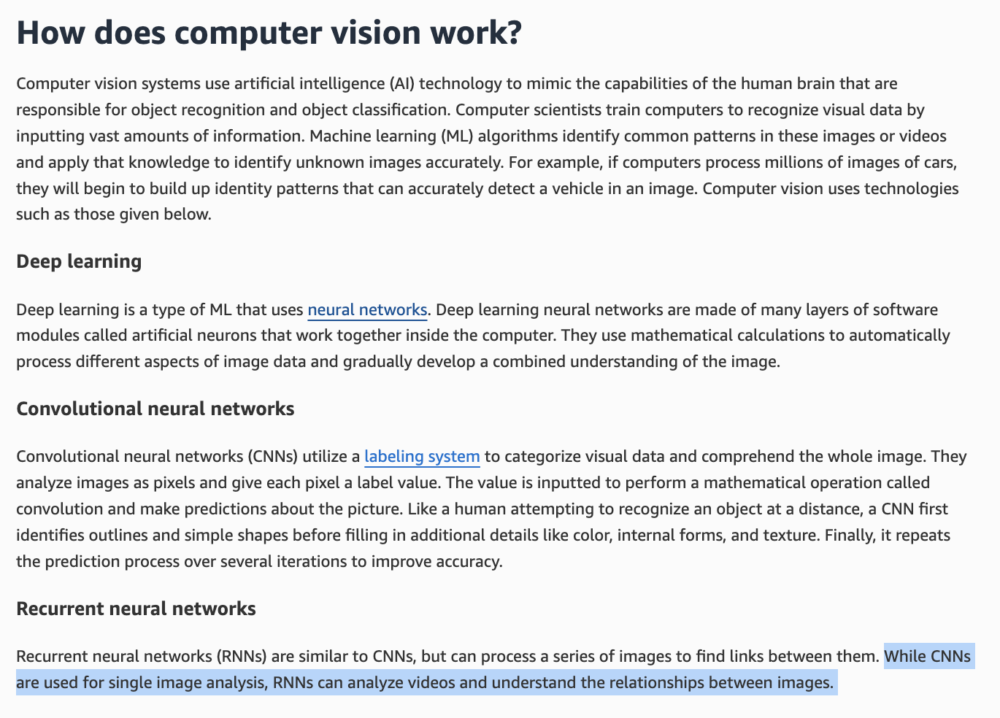 How does computer vision work?
Computer vision systems use artificial intelligence (AI) technology to mimic the capabilities of the human brain that are
responsible for object recognition and object classification. Computer scientists train computers to recognize visual data by
inputting vast amounts of information. Machine learning (ML) algorithms identify common patterns in these images or videos
and apply that knowledge to identify unknown images accurately. For example, if computers process millions of images of cars,
they will begin to build up identity patterns that can accurately detect a vehicle in an image. Computer vision uses technologies
such as those given below.
Deep learning
Deep learning is a type of ML that uses neural networks. Deep learning neural networks are made of many layers of software
modules called artificial neurons that work together inside the computer. They use mathematical calculations to automatically
process different aspects of image data and gradually develop a combined understanding of the image.
Convolutional neural networks
Convolutional neural networks (CNNs) utilize a labeling system to categorize visual data and comprehend the whole image. They
analyze images as pixels and give each pixel a label value. The value is inputted to perform a mathematical operation called
convolution and make predictions about the picture. Like a human attempting to recognize an object at a distance, a CNN first
identifies outlines and simple shapes before filling in additional details like color, internal forms, and texture. Finally, it repeats
the prediction process over several iterations to improve accuracy.
Recurrent neural networks
Recurrent neural networks (RNNs) are similar to CNNs, but can process a series of images to find links between them. While CNNs
are used for single image analysis, RNNs can analyze videos and understand the relationships between images.